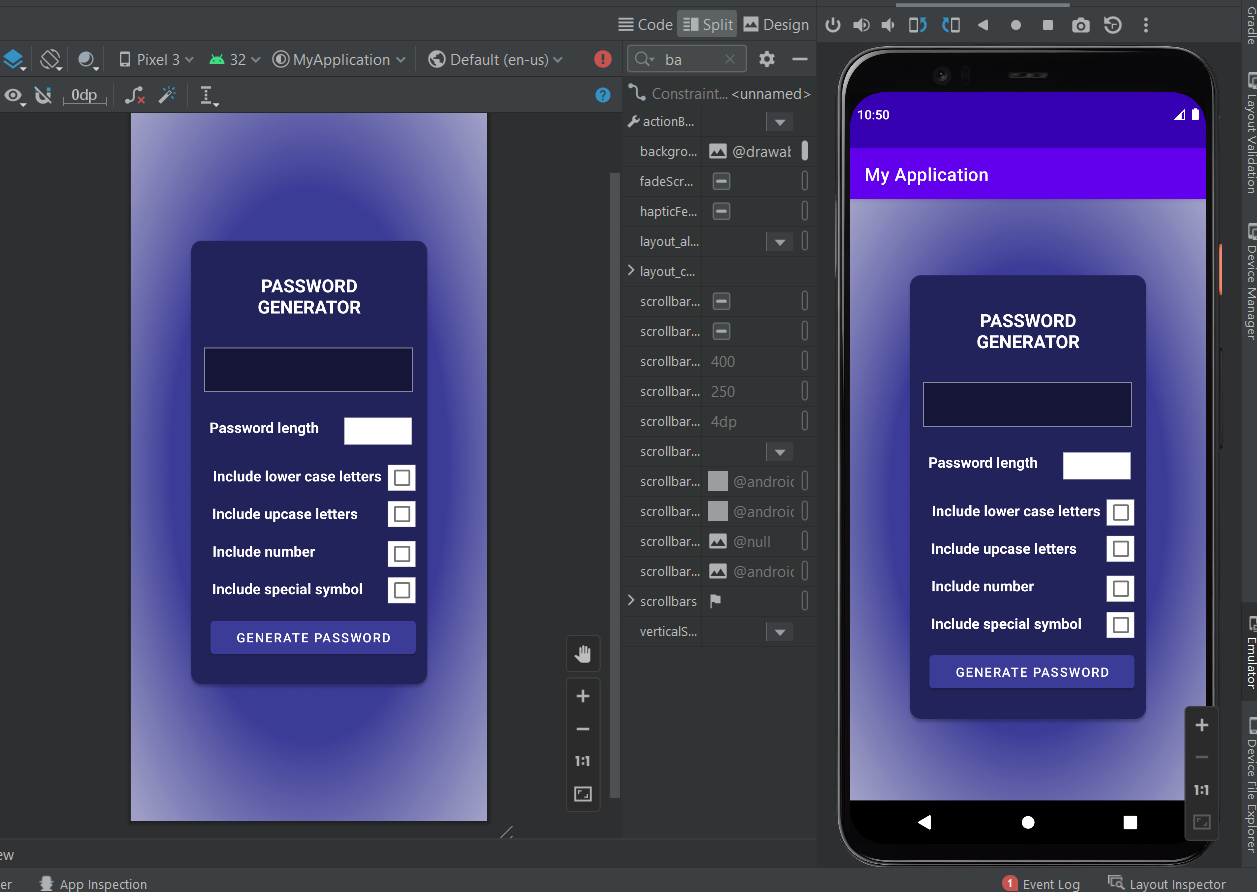 Code Split Design
Pixel 3 32 MyApplication Default (en-us)
ba
0dp
Constraint... <unnamed>
actionB...
backgro... @drawab
fadeScr...
hapticFe...
layout_al...
layout_c...
scrollbar...
scrollbar...
scrollbar... 400
scrollbar... 250
scrollbar... 4dp
scrollbar...
scrollbar... @androic
scrollbar... @androic
scrollbar... @null
scrollbar... @androic
scrollbars
verticalS...
PASSWORD
GENERATOR
Password length
Include lower case letters
Include upcase letters
Include number
Include special symbol
GENERATE PASSWORD
1:1
10:50
My Application
PASSWORD
GENERATOR
Password length
Include lower case letters
Include upcase letters
Include number
Include special symbol
GENERATE PASSWORD
1:1
Gradle
Layout Validation
Device Manager
Emulator
Device File Explorer
ew
er App Inspection
1 Event Log Layout Inspector